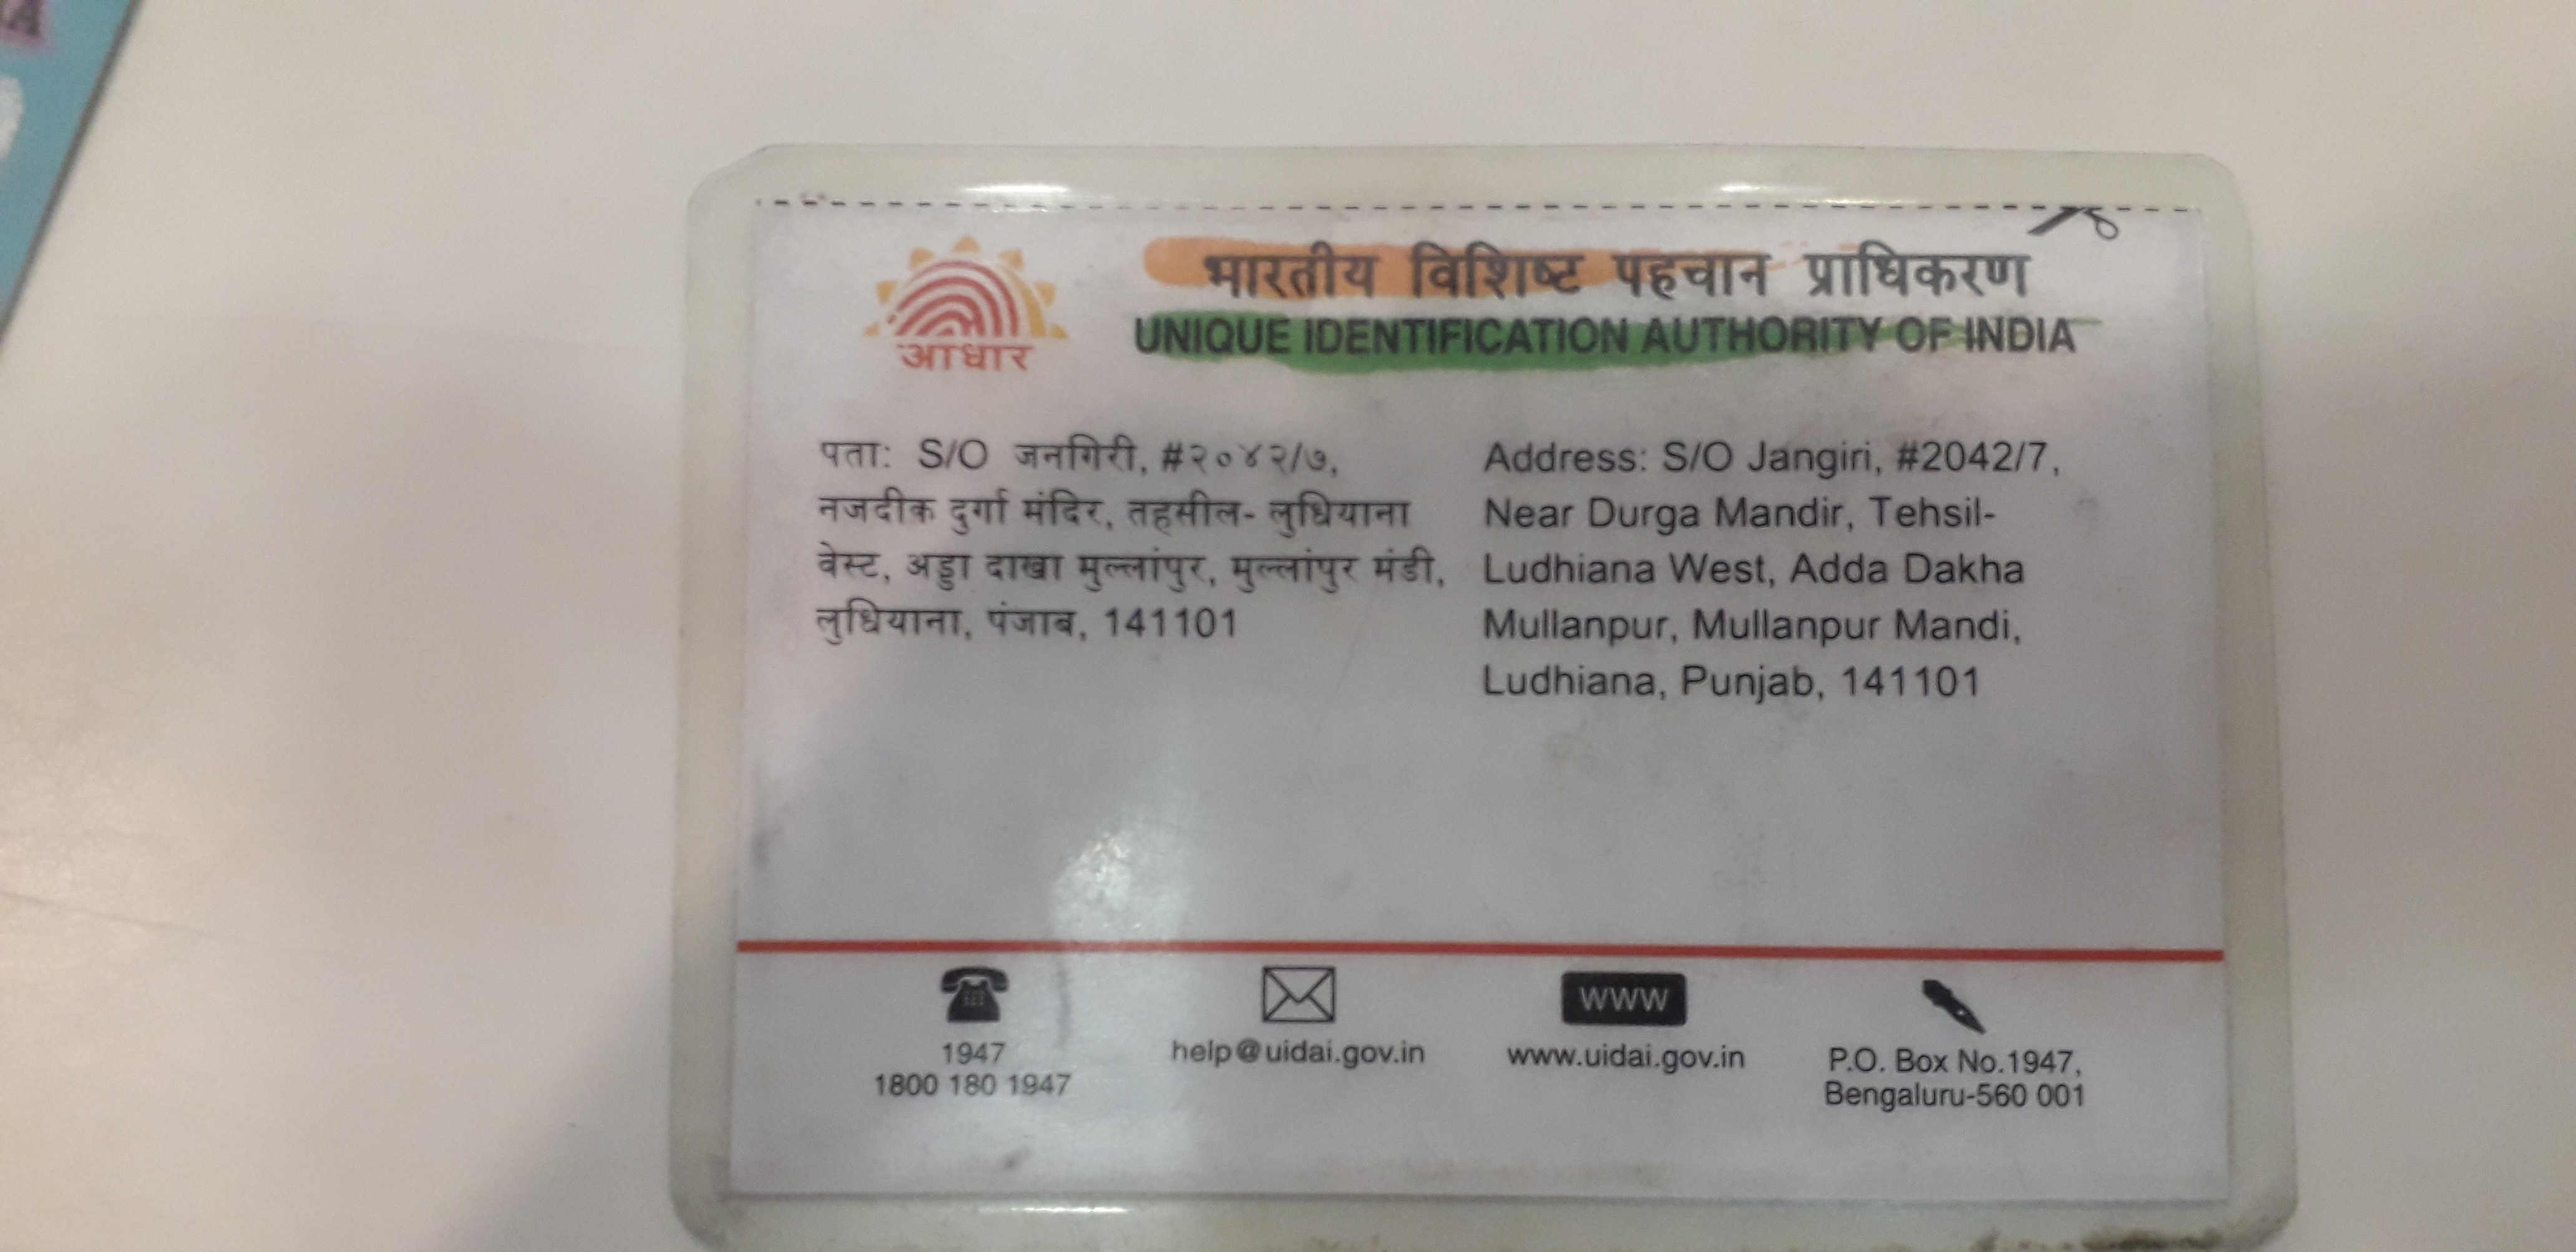 भारतीय विशिष्ट पहचान प्राधिकरण
UNIQUE IDENTIFICATION AUTHORITY OF INDIA
आधार
पता: S/O जनगिरी, #२०४२/७,
नजदीक दुर्गा मंदिर, तहसील- लुधियाना
वेस्ट, अड्डा दाखा मुल्लांपुर, मुल्लांपुर मंडी,
लुधियाना, पंजाब, 141101
Address: S/O Jangiri, #2042/7,
Near Durga Mandir, Tehsil-
Ludhiana West, Adda Dakha
Mullanpur, Mullanpur Mandi,
Ludhiana, Punjab, 141101
1947
1800 180 1947
help@uidai.gov.in
WWW
www.uidai.gov.in
P.O. Box No.1947,
Bengaluru-560 001